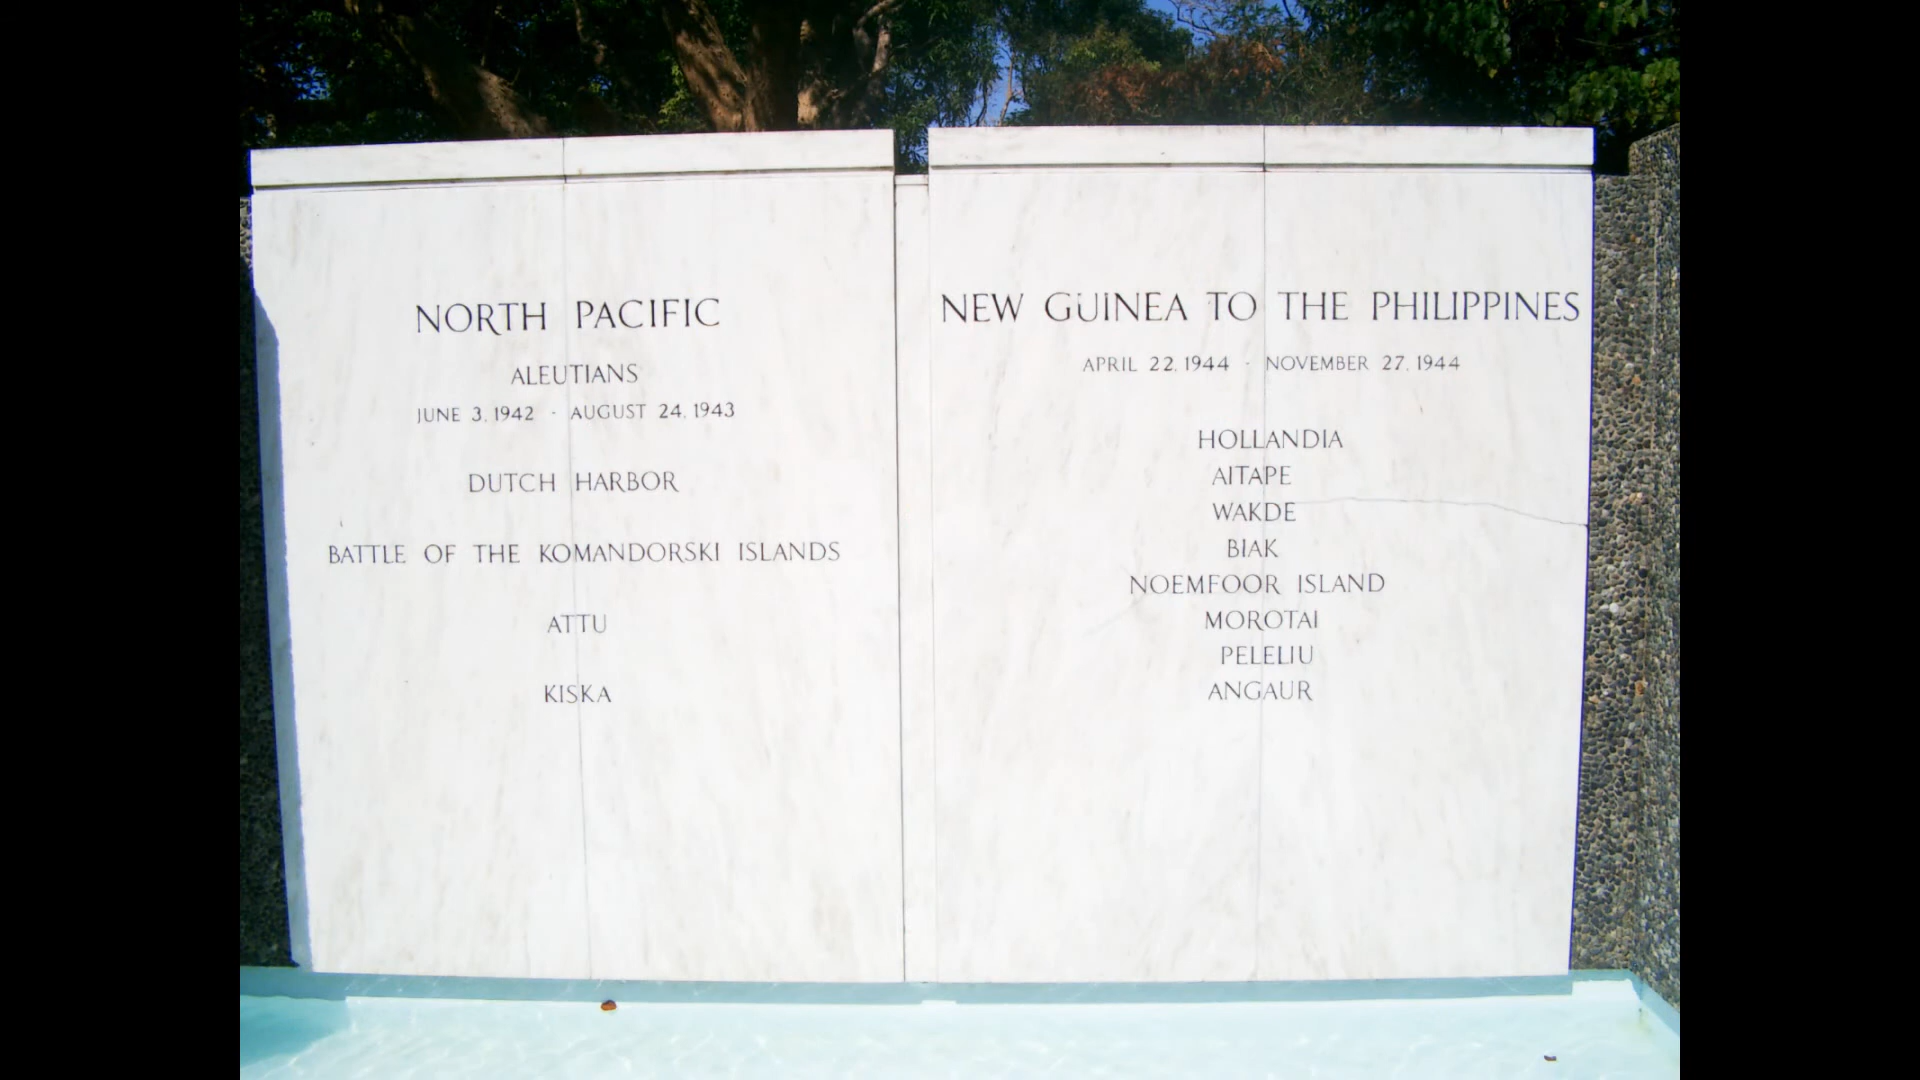 NORTH PACIFIC
ALEUTIANS
JUNE 3, 1942 - AUGUST 24, 1943
DUTCH HARBOR
BATTLE OF THE KOMANDORSKI ISLANDS
ATTU
KISKA
NEW GUINEA TO THE PHILIPPINES
APRIL 22, 1944 - NOVEMBER 27, 1944
HOLLANDIA
AITAPE
WAKDE
BIAK
NOEMFOOR ISLAND
MOROTAI
PELELIU
ANGAUR